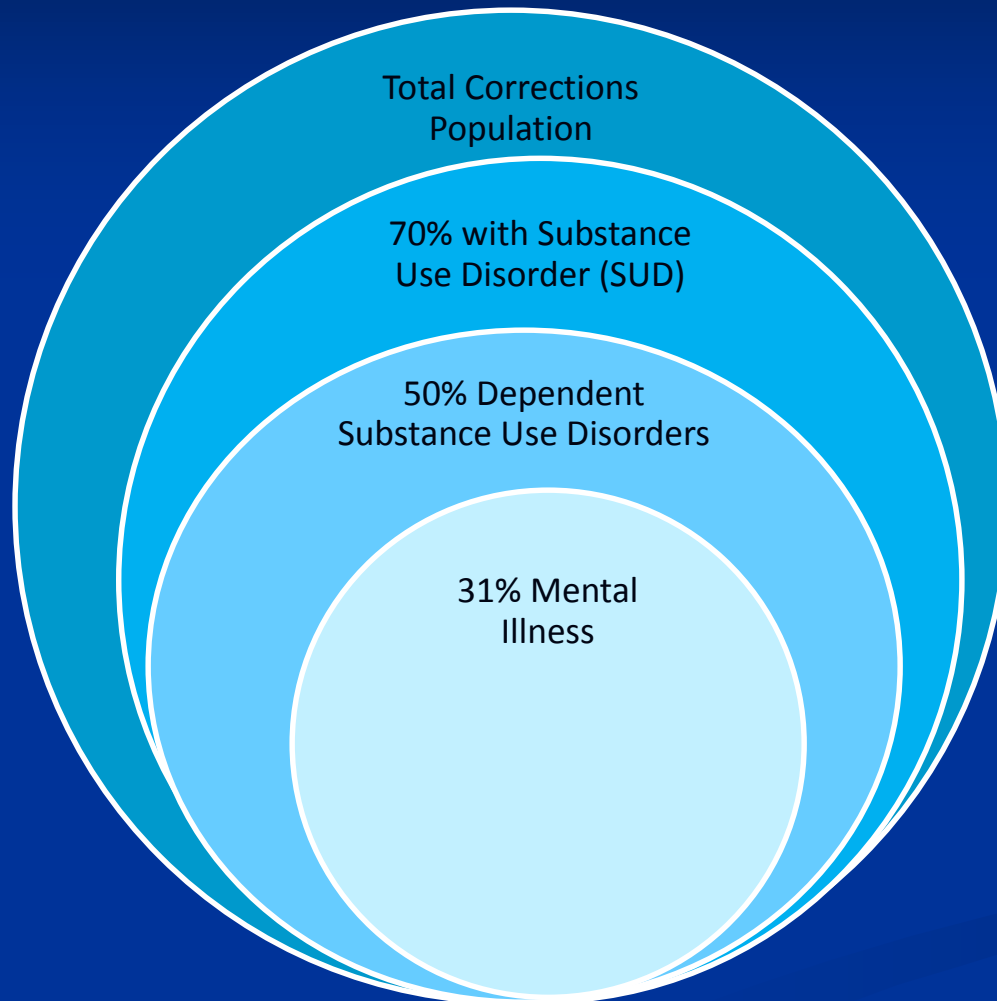 Total Corrections
Population
70% with Substance
Use Disorder (SUD)
50% Dependent
Substance Use Disorders
31% Mental
Illness